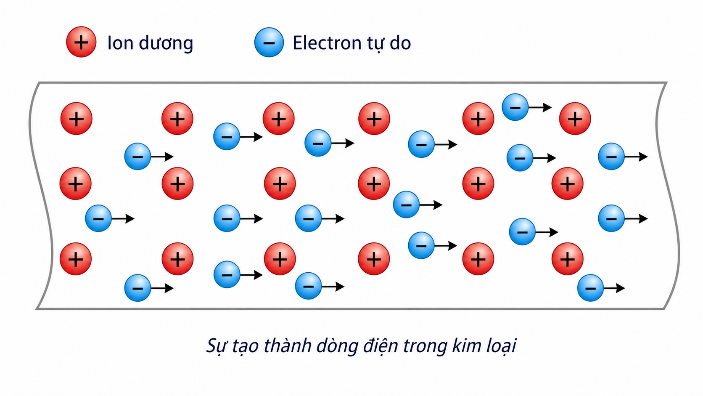 Ion dương
Electron tự do
Sự tạo thành dòng điện trong kim loại